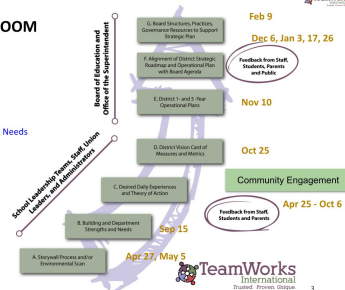 OOM
Needs
Board of Education and
Office of the Superintendent
School Leadership Teams, Staff, Union
Leaders, and Administrators
G. Board Structures, Practices,
Governance Resources to Support
Strategic Plan
Feb 9
Dec 6, Jan 3, 17, 26
F. Alignment of District Strategic
Roadmap and Operational Plan
with Board Agenda
Feedback from Staff,
Students, Parents
and Public
E. District 1- and 5 -Year
Operational Plans
Nov 10
D. District Vision Card of
Measures and Metrics
Oct 25
Community Engagement
C. Desired Daily Experiences
and Theory of Action
Apr 25 - Oct 6
Feedback from Staff,
Students and Parents
B. Building and Department
Strengths and Needs
Sep 15
A. Storywall Process and/or
Environmental Scan
Apr 27, May 5
TeamWorks
International
Trusted. Proven. Unique.
3